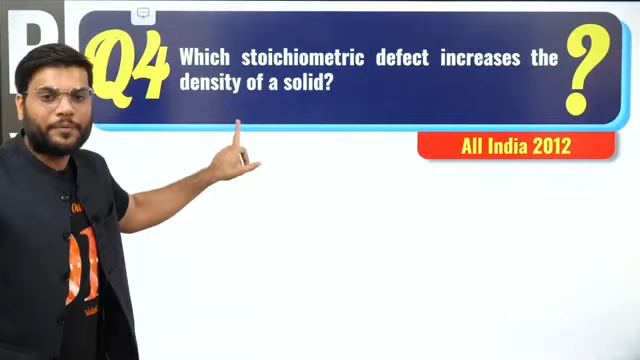 Q4
Which stoichiometric defect increases the
density of a solid?
?
All India 2012